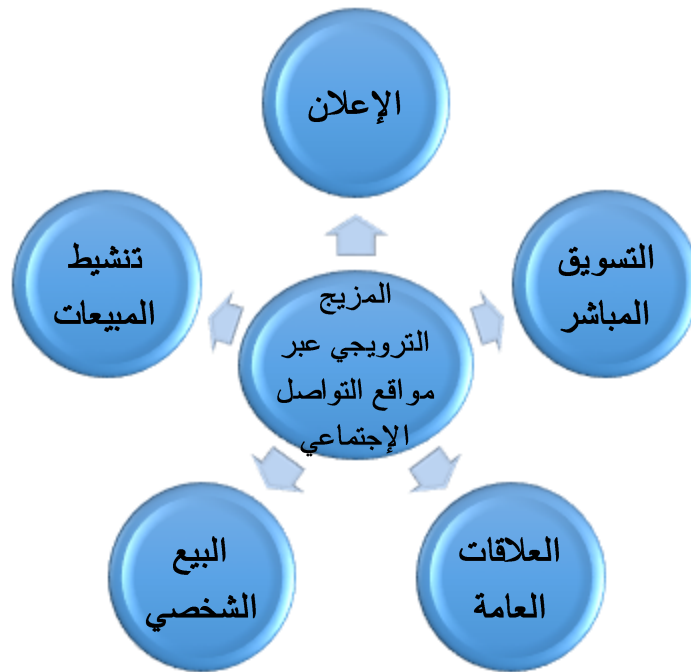 الإعلان
التسويق
المباشر
تنشيط
المبيعات
المزيج
الترويجي عبر
مواقع التواصل
الإجتماعي
العلاقات
العامة
البيع
الشخصي